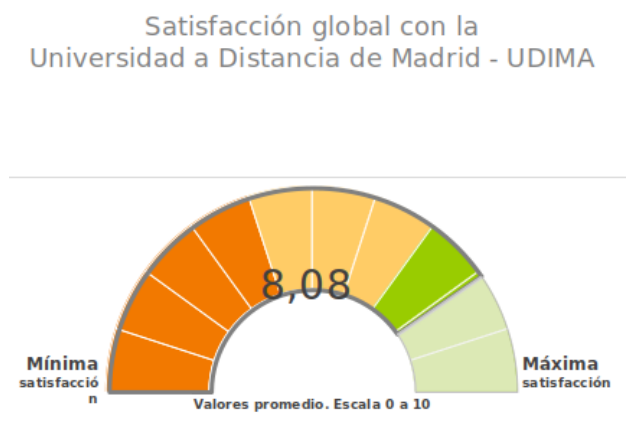 Satisfacción global con la
Universidad a Distancia de Madrid - UDIMA
8,08
Mínima
satisfacció
n
Máxima
satisfacción
Valores promedio. Escala 0 a 10